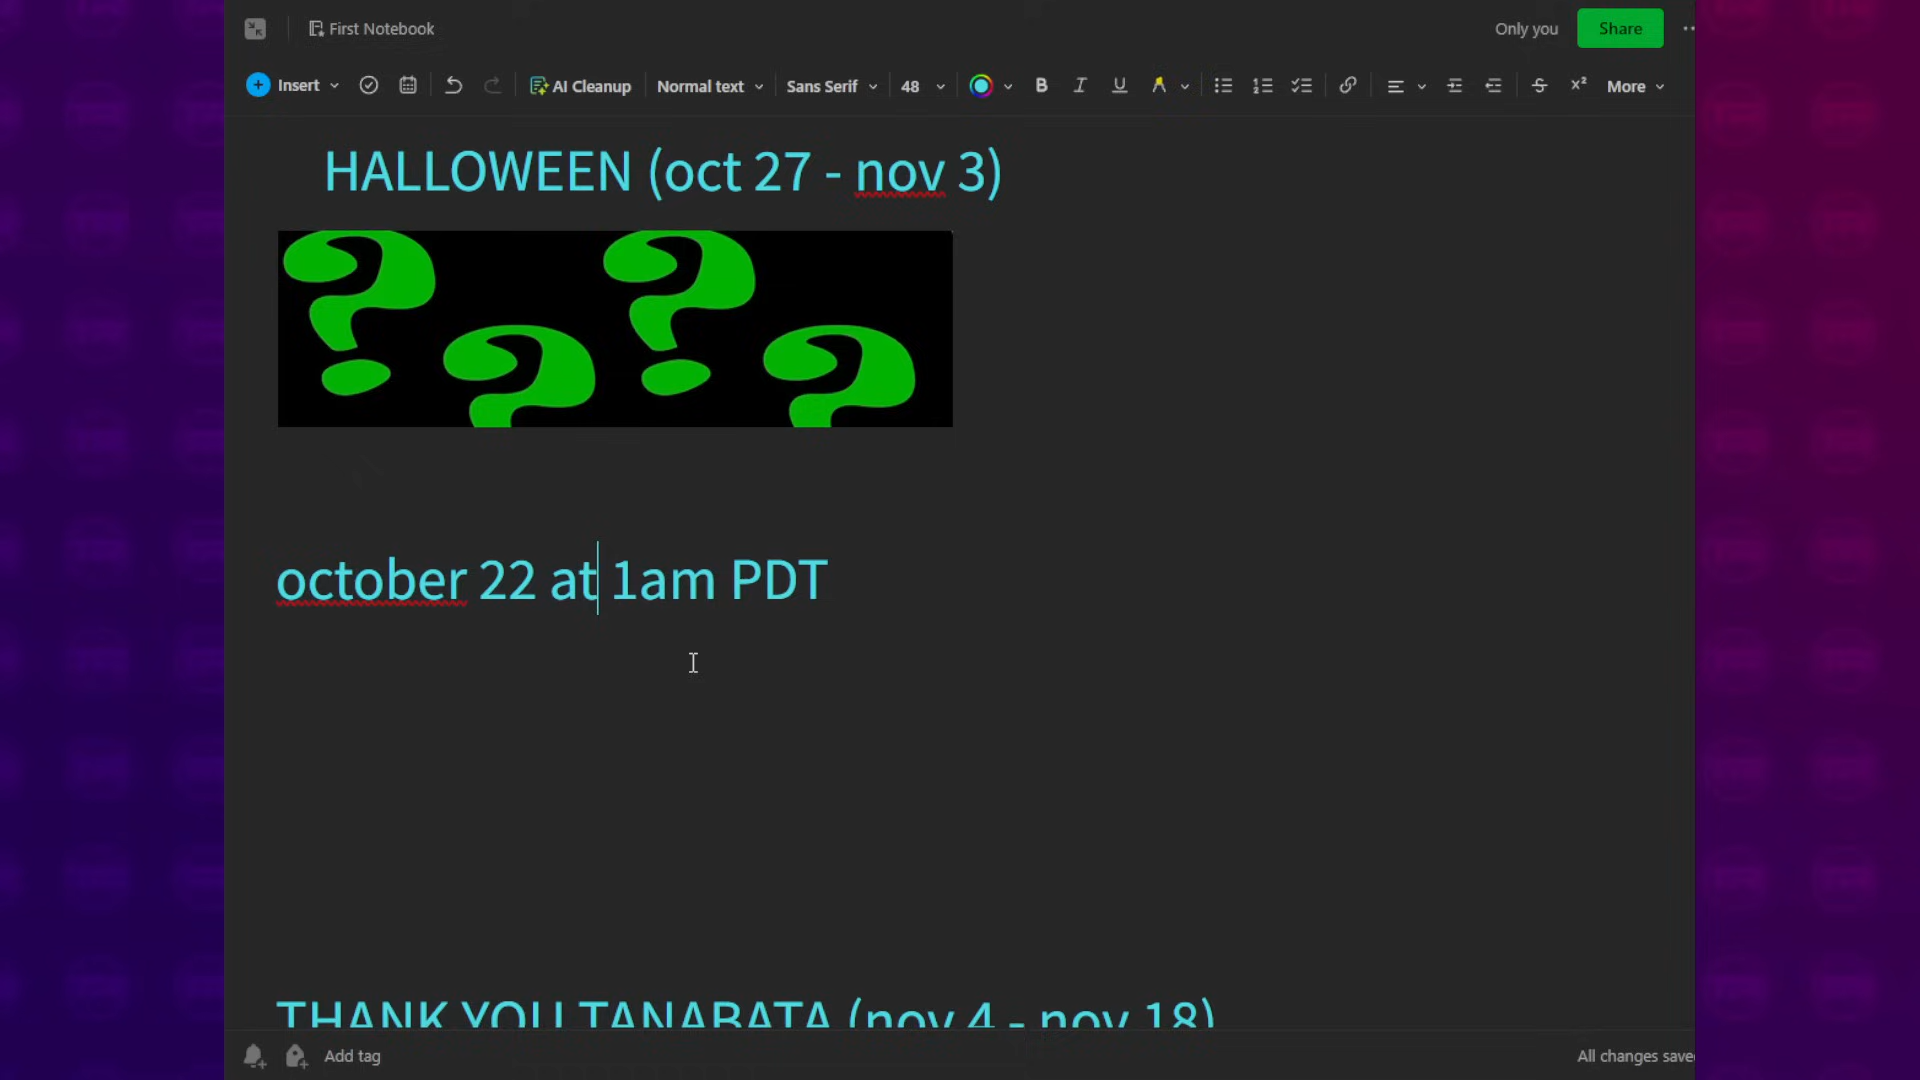 First Notebook
Only you
Share
Insert
AI Cleanup
Normal text
Sans Serif
48
More
HALLOWEEN (oct 27 - nov 3)
? ? ? ?
october 22 at 1am PDT
THANK YOU TANABATA (nov 4 - nov 18)
Add tag
All changes save